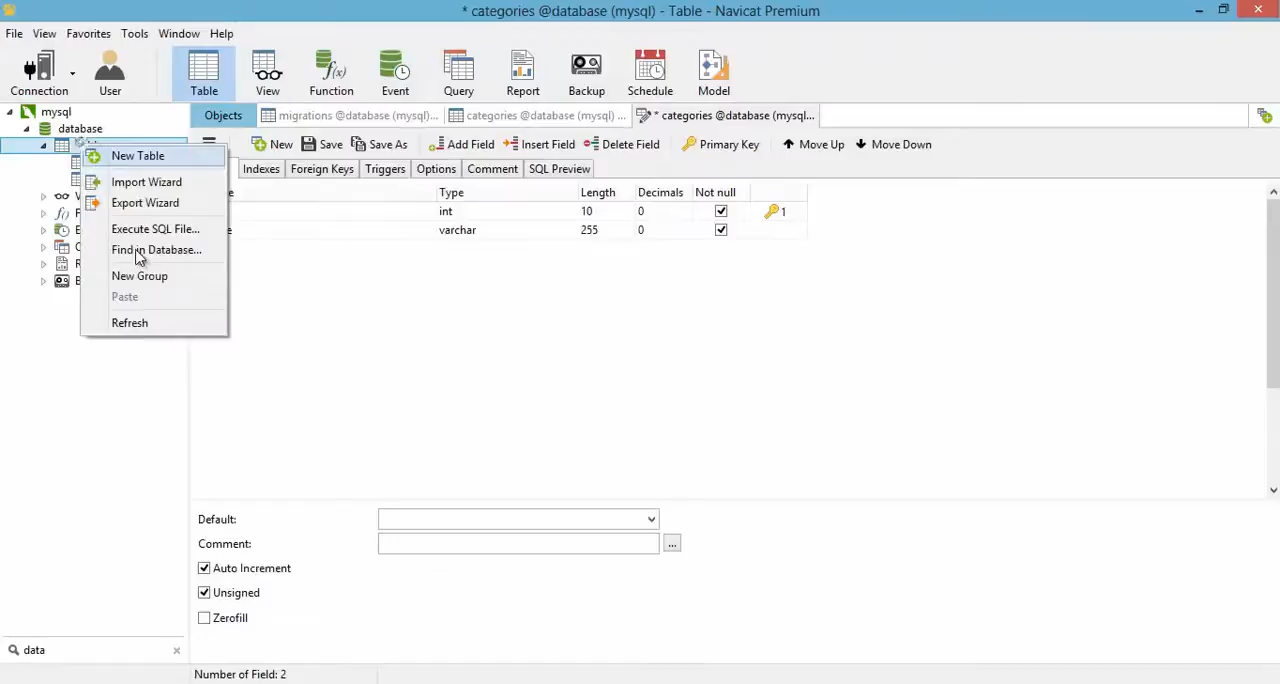 * categories @database (mysql) - Table - Navicat Premium
File View Favorites Tools Window Help
Connection User Table View Function Event Query Report Backup Schedule Model
mysql
database
Objects migrations @database (mysql)... categories @database (mysql) ... * categories @database (mysql)...
New Save Save As Add Field Insert Field Delete Field Primary Key Move Up Move Down
Indexes Foreign Keys Triggers Options Comment SQL Preview
Type Length Decimals Not null
int 10 0 1
varchar 255 0
New Table
Import Wizard
Export Wizard
Execute SQL File...
Find in Database...
New Group
Paste
Refresh
Default:
Comment: ...
Auto Increment
Unsigned
Zerofill
data
Number of Field: 2